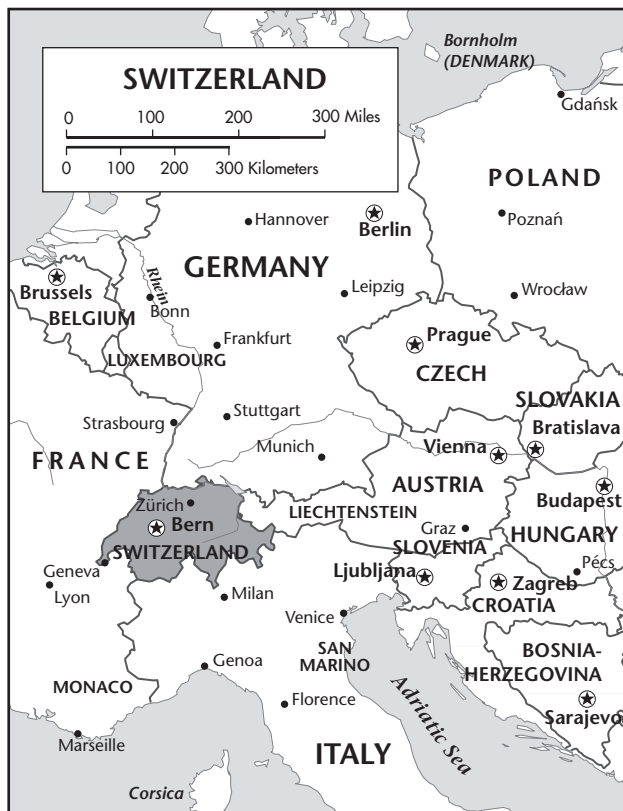 Bornholm
(DENMARK)
SWITZERLAND
0 100 200 300 Miles
0 100 200 300 Kilometers
Gdańsk
POLAND
Hannover
Berlin
Poznań
GERMANY
Rhein
Brussels
BELGIUM
Bonn
Leipzig
Wrocław
Frankfurt
LUXEMBOURG
Prague
CZECH
SLOVAKIA
Strasbourg
Stuttgart
Bratislava
FRANCE
Munich
Vienna
AUSTRIA
Budapest
Zürich
LIECHTENSTEIN
Bern
Graz
HUNGARY
SWITZERLAND
SLOVENIA
Geneva
Ljubljana
Pécs
Lyon
Milan
Zagreb
CROATIA
Venice
SAN
MARINO
BOSNIA-
HERZEGOVINA
Genoa
MONACO
Florence
Adriatic Sea
Sarajevo
Marseille
ITALY
Corsica